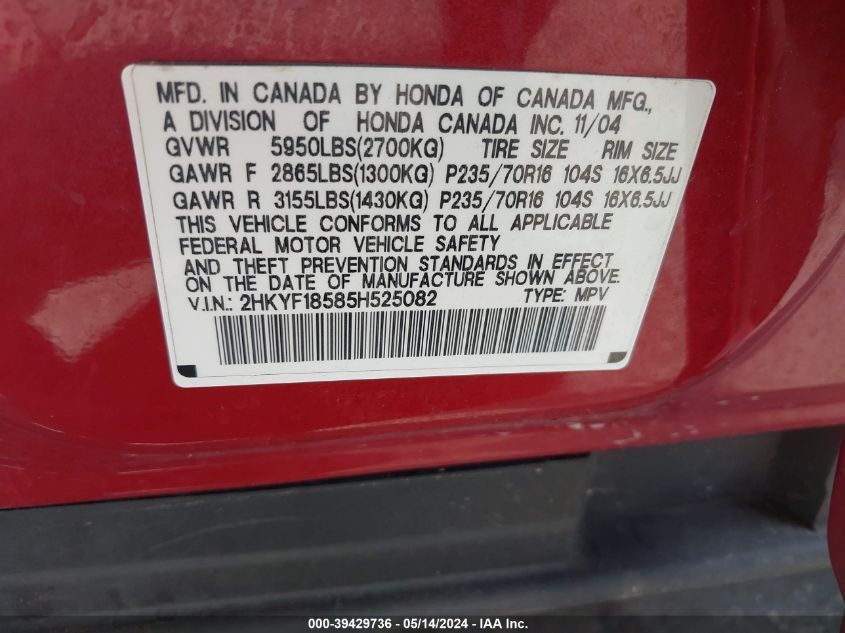 MFD. IN CANADA BY HONDA OF CANADA MFG.,
A DIVISION OF HONDA CANADA INC. 11/04
GVWR 5950LBS(2700KG) TIRE SIZE RIM SIZE
GAWR F 2865LBS(1300KG) P235/70R16 104S 16X6.5JJ
GAWR R 3155LBS(1430KG) P235/70R16 104S 16X6.5JJ
THIS VEHICLE CONFORMS TO ALL APPLICABLE
FEDERAL MOTOR VEHICLE SAFETY
AND THEFT PREVENTION STANDARDS IN EFFECT
ON THE DATE OF MANUFACTURE SHOWN ABOVE.
V.I.N.: 2HKYF18585H525082 TYPE: MPV
000-39429736 - 05/14/2024 - IAA Inc.